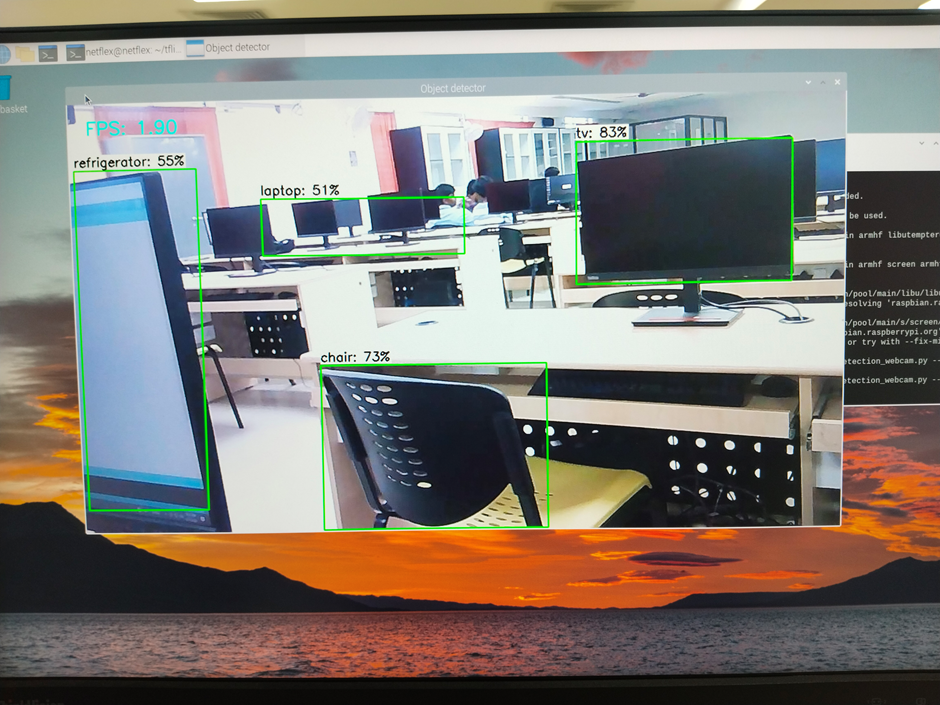 netflex@netflex: ~/tfli...
Object detector
basket
Object detector
FPS: 1.90
refrigerator: 55%
laptop: 51%
tv: 83%
chair: 73%
ded.
be used.
in armhf libutempter
in armhf screen armh
n/pool/main/libu/lib
esolving 'raspbian.ra
/pool/main/s/screen/
bian.raspberrypi.org'
or try with --fix-mi
etection_webcam.py --
etection_webcam.py --